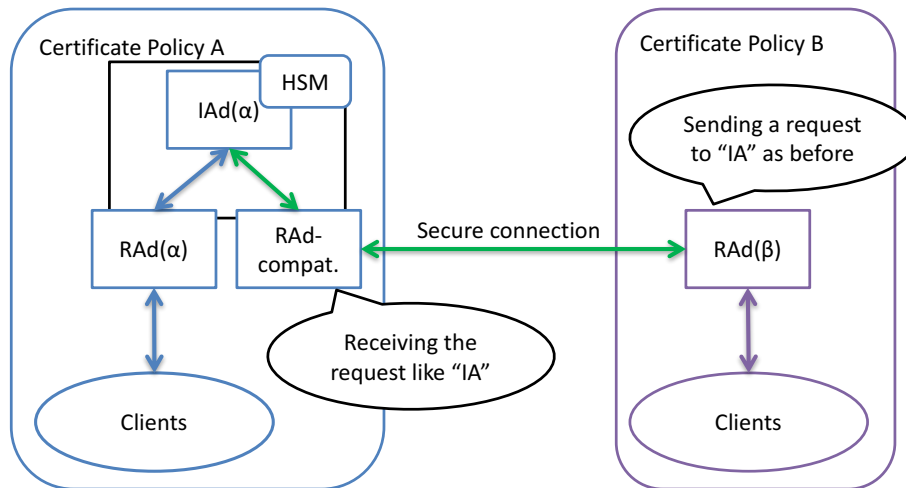 Certificate Policy A
HSM
IAd(α)
RAd(α)
RAd-
compat.
Secure connection
Receiving the
request like “IA”
Clients
Certificate Policy B
Sending a request
to “IA” as before
RAd(β)
Clients